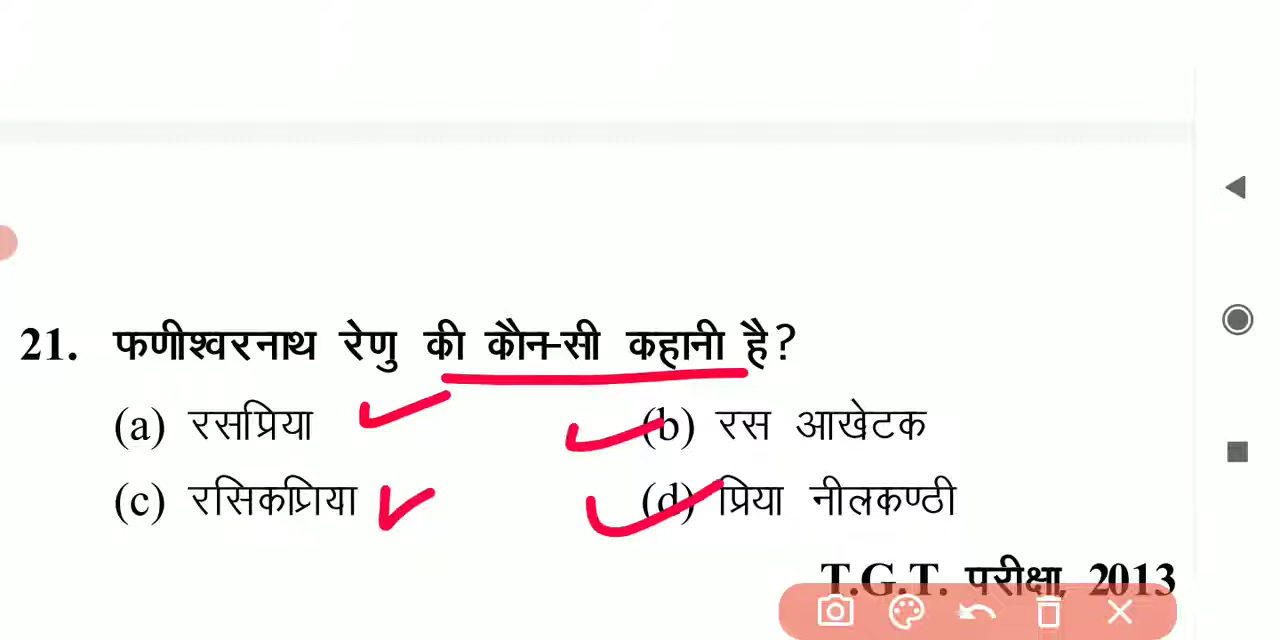 21. फणीश्वरनाथ रेणु की कौन-सी कहानी है?
(a) रसप्रिया (b) रस आखेटक
(c) रसिकप्रिया (d) प्रिया नीलकण्ठी
T.G.T. परीक्षा, 2013